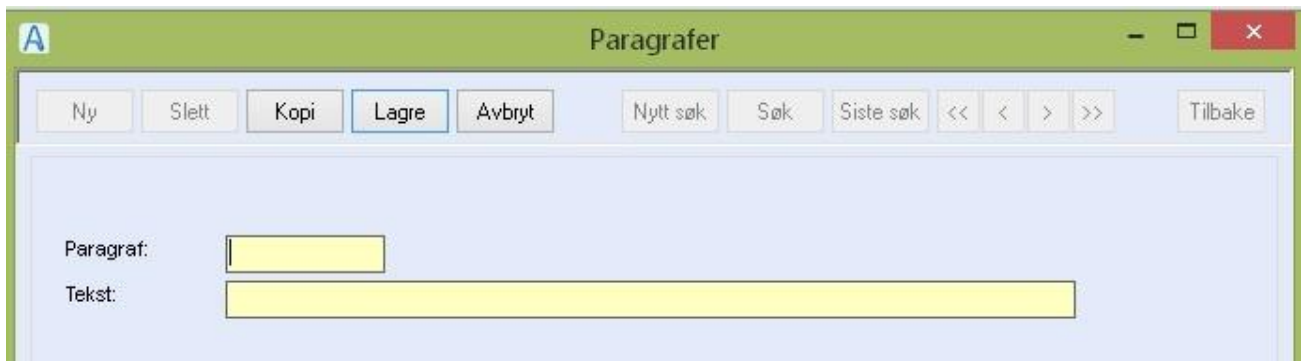 Paragrafer
Ny Slett Kopi Lagre Avbryt Nytt søk Søk Siste søk << < > >> Tilbake
Paragraf:
Tekst: